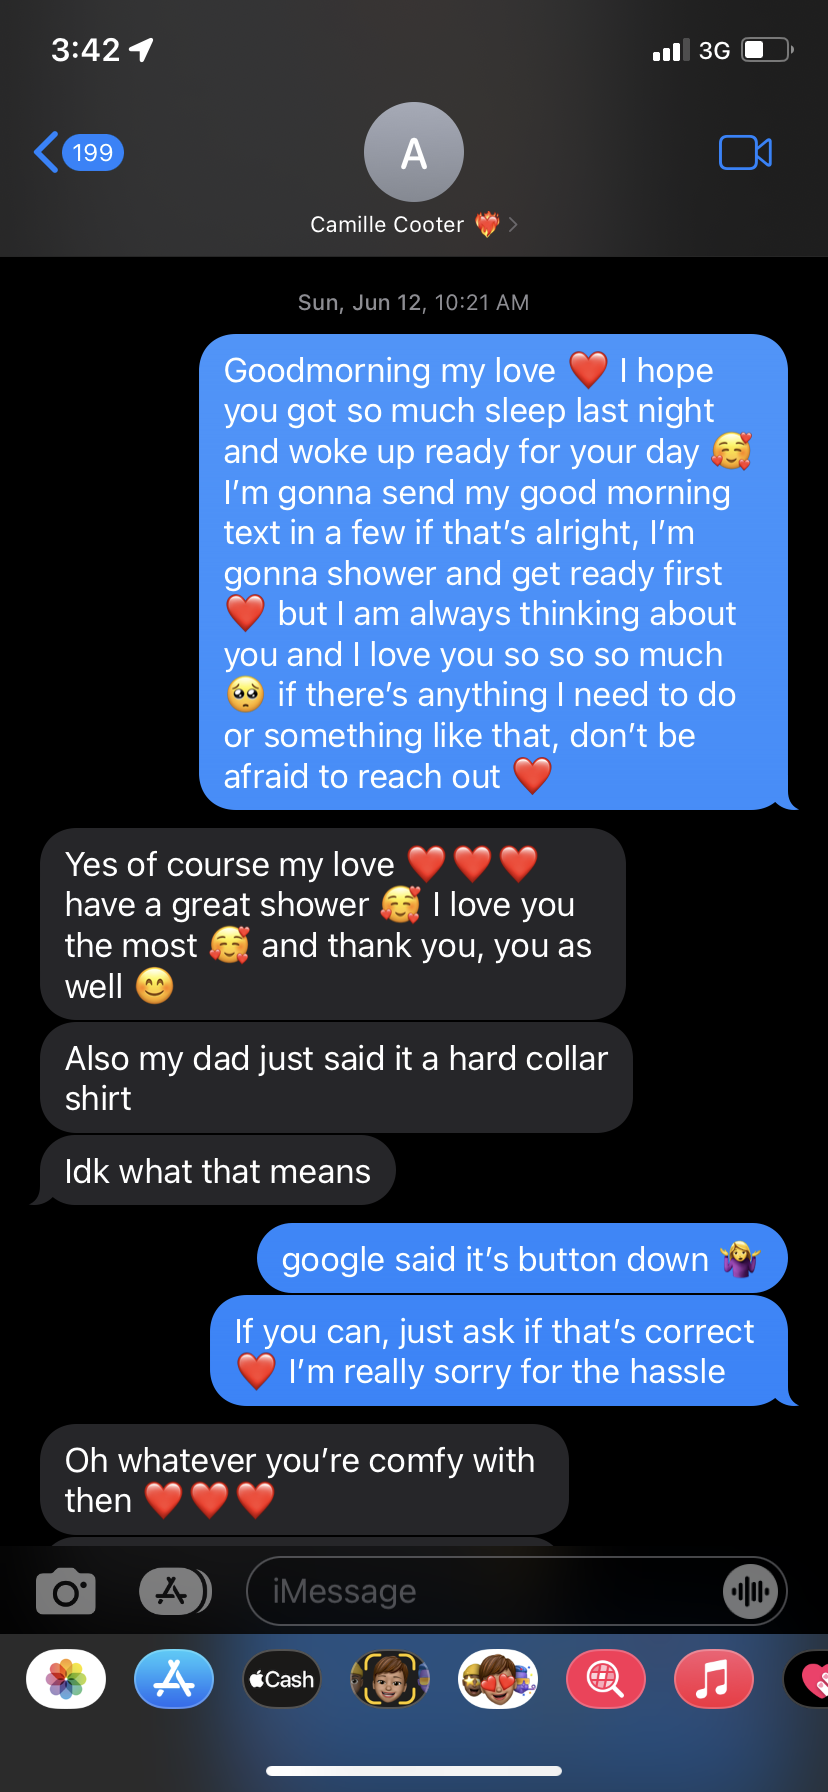 3:42
3G
199
A
Camille Cooter ❤️‍🔥
Sun, Jun 12, 10:21 AM
Goodmorning my love ❤️ I hope
you got so much sleep last night
and woke up ready for your day 🥰
I’m gonna send my good morning
text in a few if that’s alright, I’m
gonna shower and get ready first
❤️ but I am always thinking about
you and I love you so so so much
🥺 if there’s anything I need to do
or something like that, don’t be
afraid to reach out ❤️
Yes of course my love ❤️❤️❤️
have a great shower 🥰 I love you
the most 🥰 and thank you, you as
well 😊
Also my dad just said it a hard collar
shirt
Idk what that means
google said it’s button down 🤷‍♀️
If you can, just ask if that’s correct
❤️ I’m really sorry for the hassle
Oh whatever you’re comfy with
then ❤️❤️❤️
iMessage
Cash